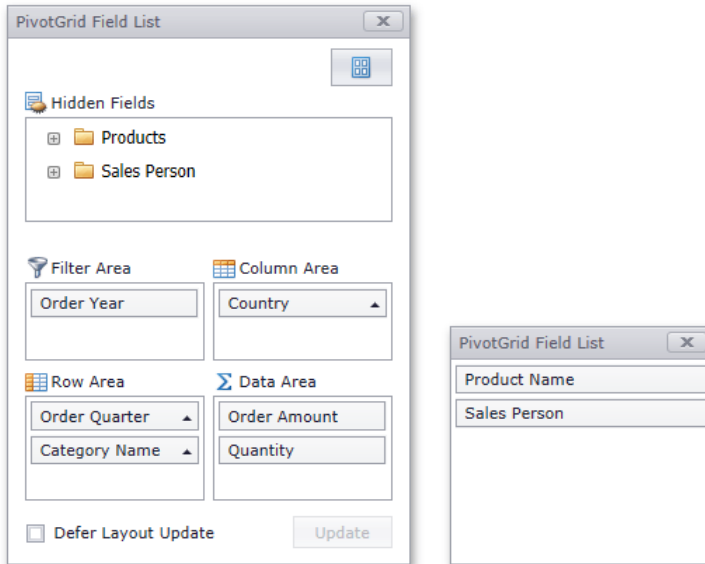 PivotGrid Field List
Hidden Fields
Products
Sales Person
Filter Area
Order Year
Column Area
Country
Row Area
Order Quarter
Category Name
Data Area
Order Amount
Quantity
Defer Layout Update
Update
PivotGrid Field List
Product Name
Sales Person